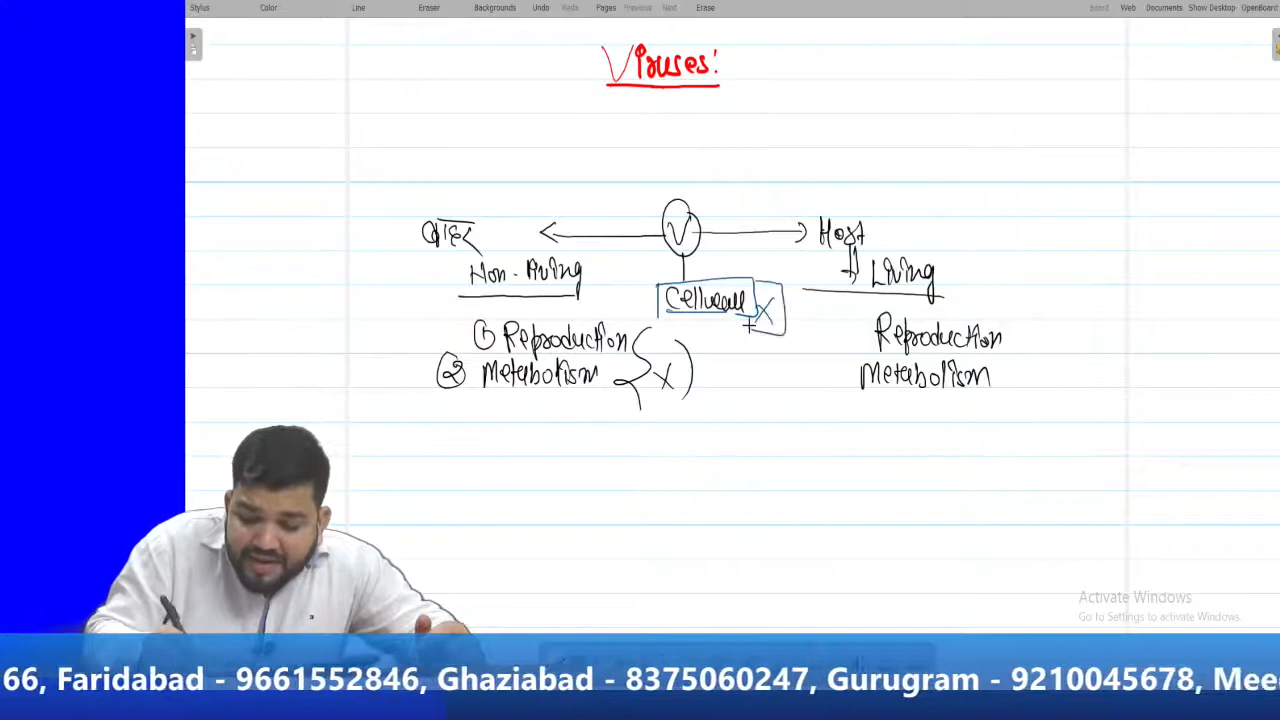 Stylus Color Line Eraser Backgrounds Undo Redo Pages Previous Next Erase board Web Documents Show Desktop OpenBoard
Viruses:
बाहर V Host
Non-living Living
Cellular X
① Reproduction Reproduction
② Metabolism X Metabolism
Activate Windows
Go to Settings to activate Windows.
66, Faridabad - 9661552846, Ghaziabad - 8375060247, Gurugram - 9210045678, Mee